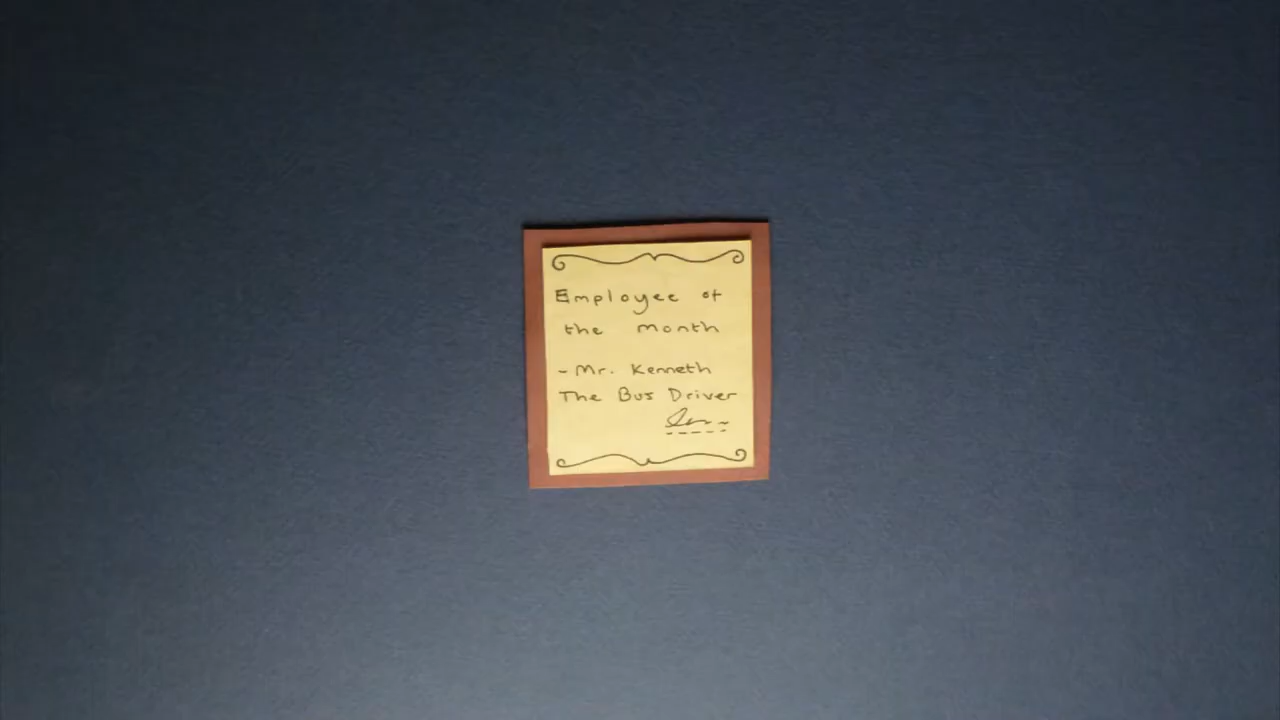 Employee of
the month
- Mr. Kenneth
The Bus Driver